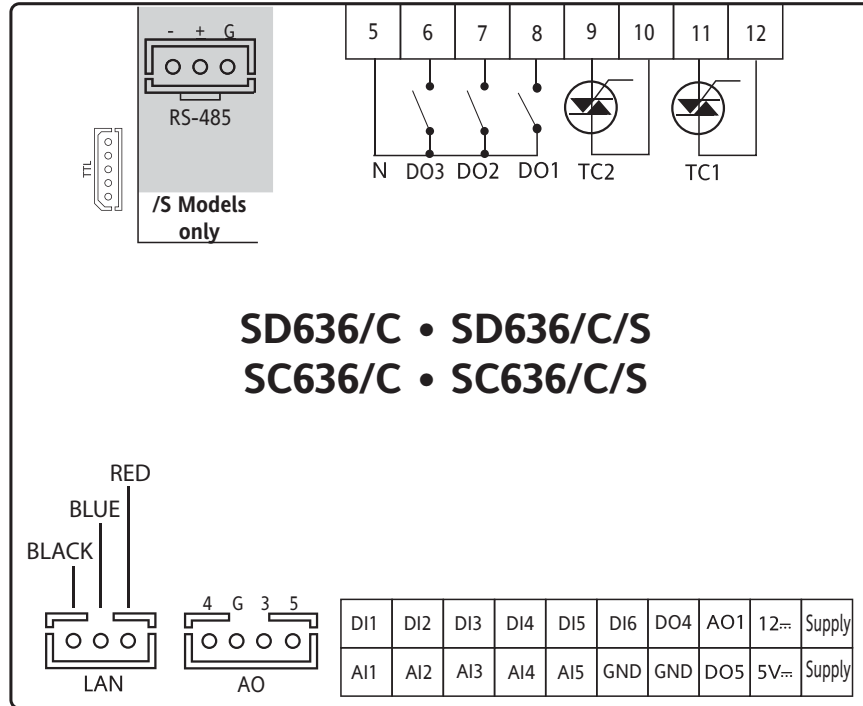 - + G
RS-485
TTL
/S Models
only
5 6 7 8 9 10 11 12
N DO3 DO2 DO1 TC2 TC1
SD636/C • SD636/C/S
SC636/C • SC636/C/S
RED
BLUE
BLACK
LAN
4 G 3 5
AO
DI1 DI2 DI3 DI4 DI5 DI6 DO4 AO1 12⎓ Supply
AI1 AI2 AI3 AI4 AI5 GND GND DO5 5V⎓ Supply